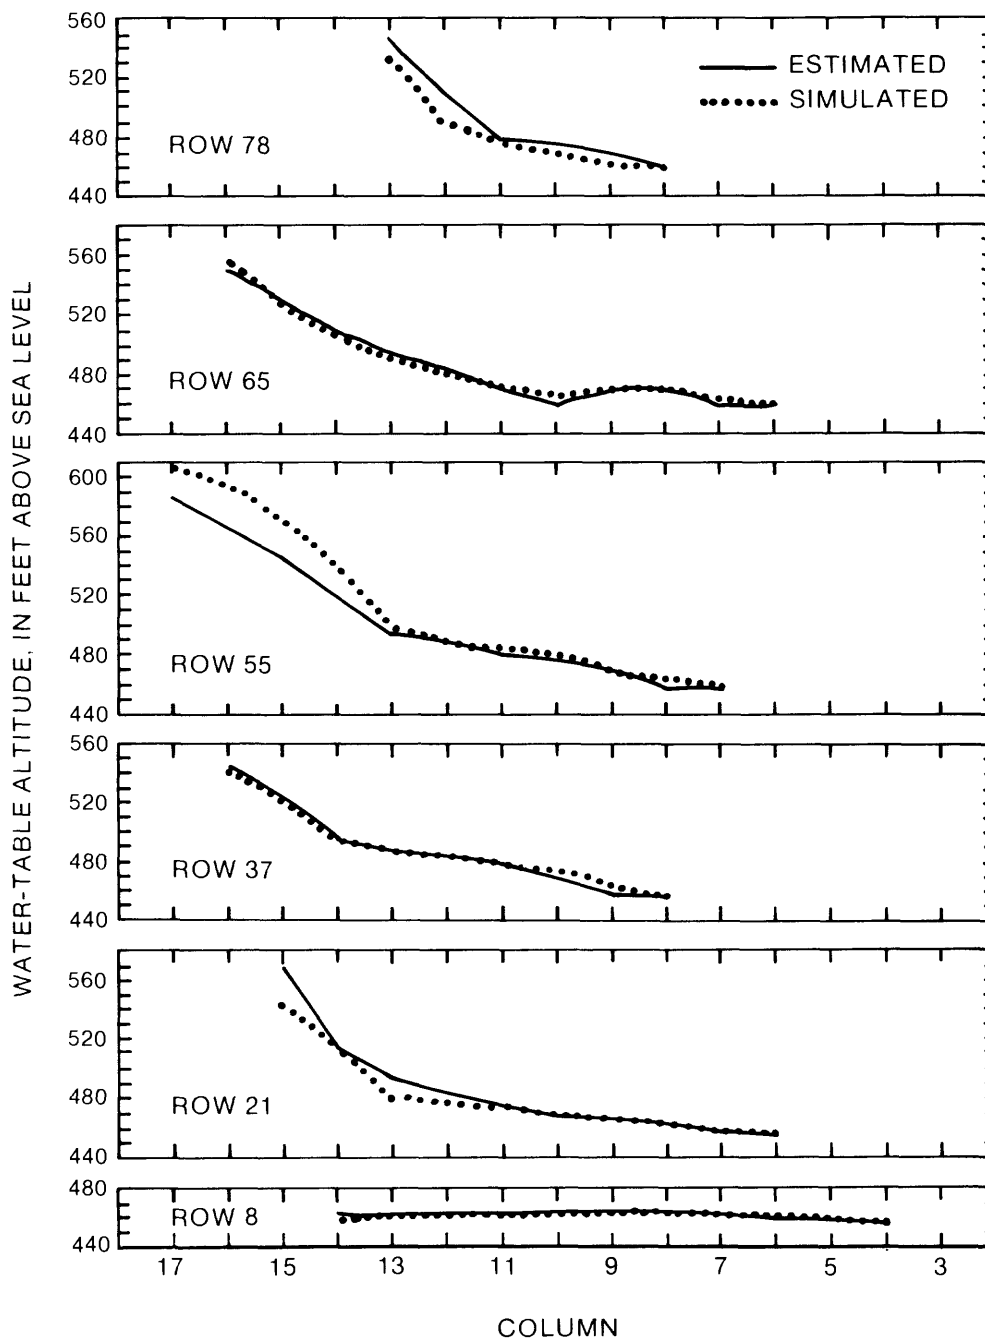 WATER-TABLE ALTITUDE, IN FEET ABOVE SEA LEVEL
560
520
480
440
ROW 78
ESTIMATED
SIMULATED
560
520
480
440
ROW 65
600
560
520
480
440
ROW 55
560
520
480
440
ROW 37
560
520
480
440
ROW 21
480
440
ROW 8
17 15 13 11 9 7 5 3
COLUMN